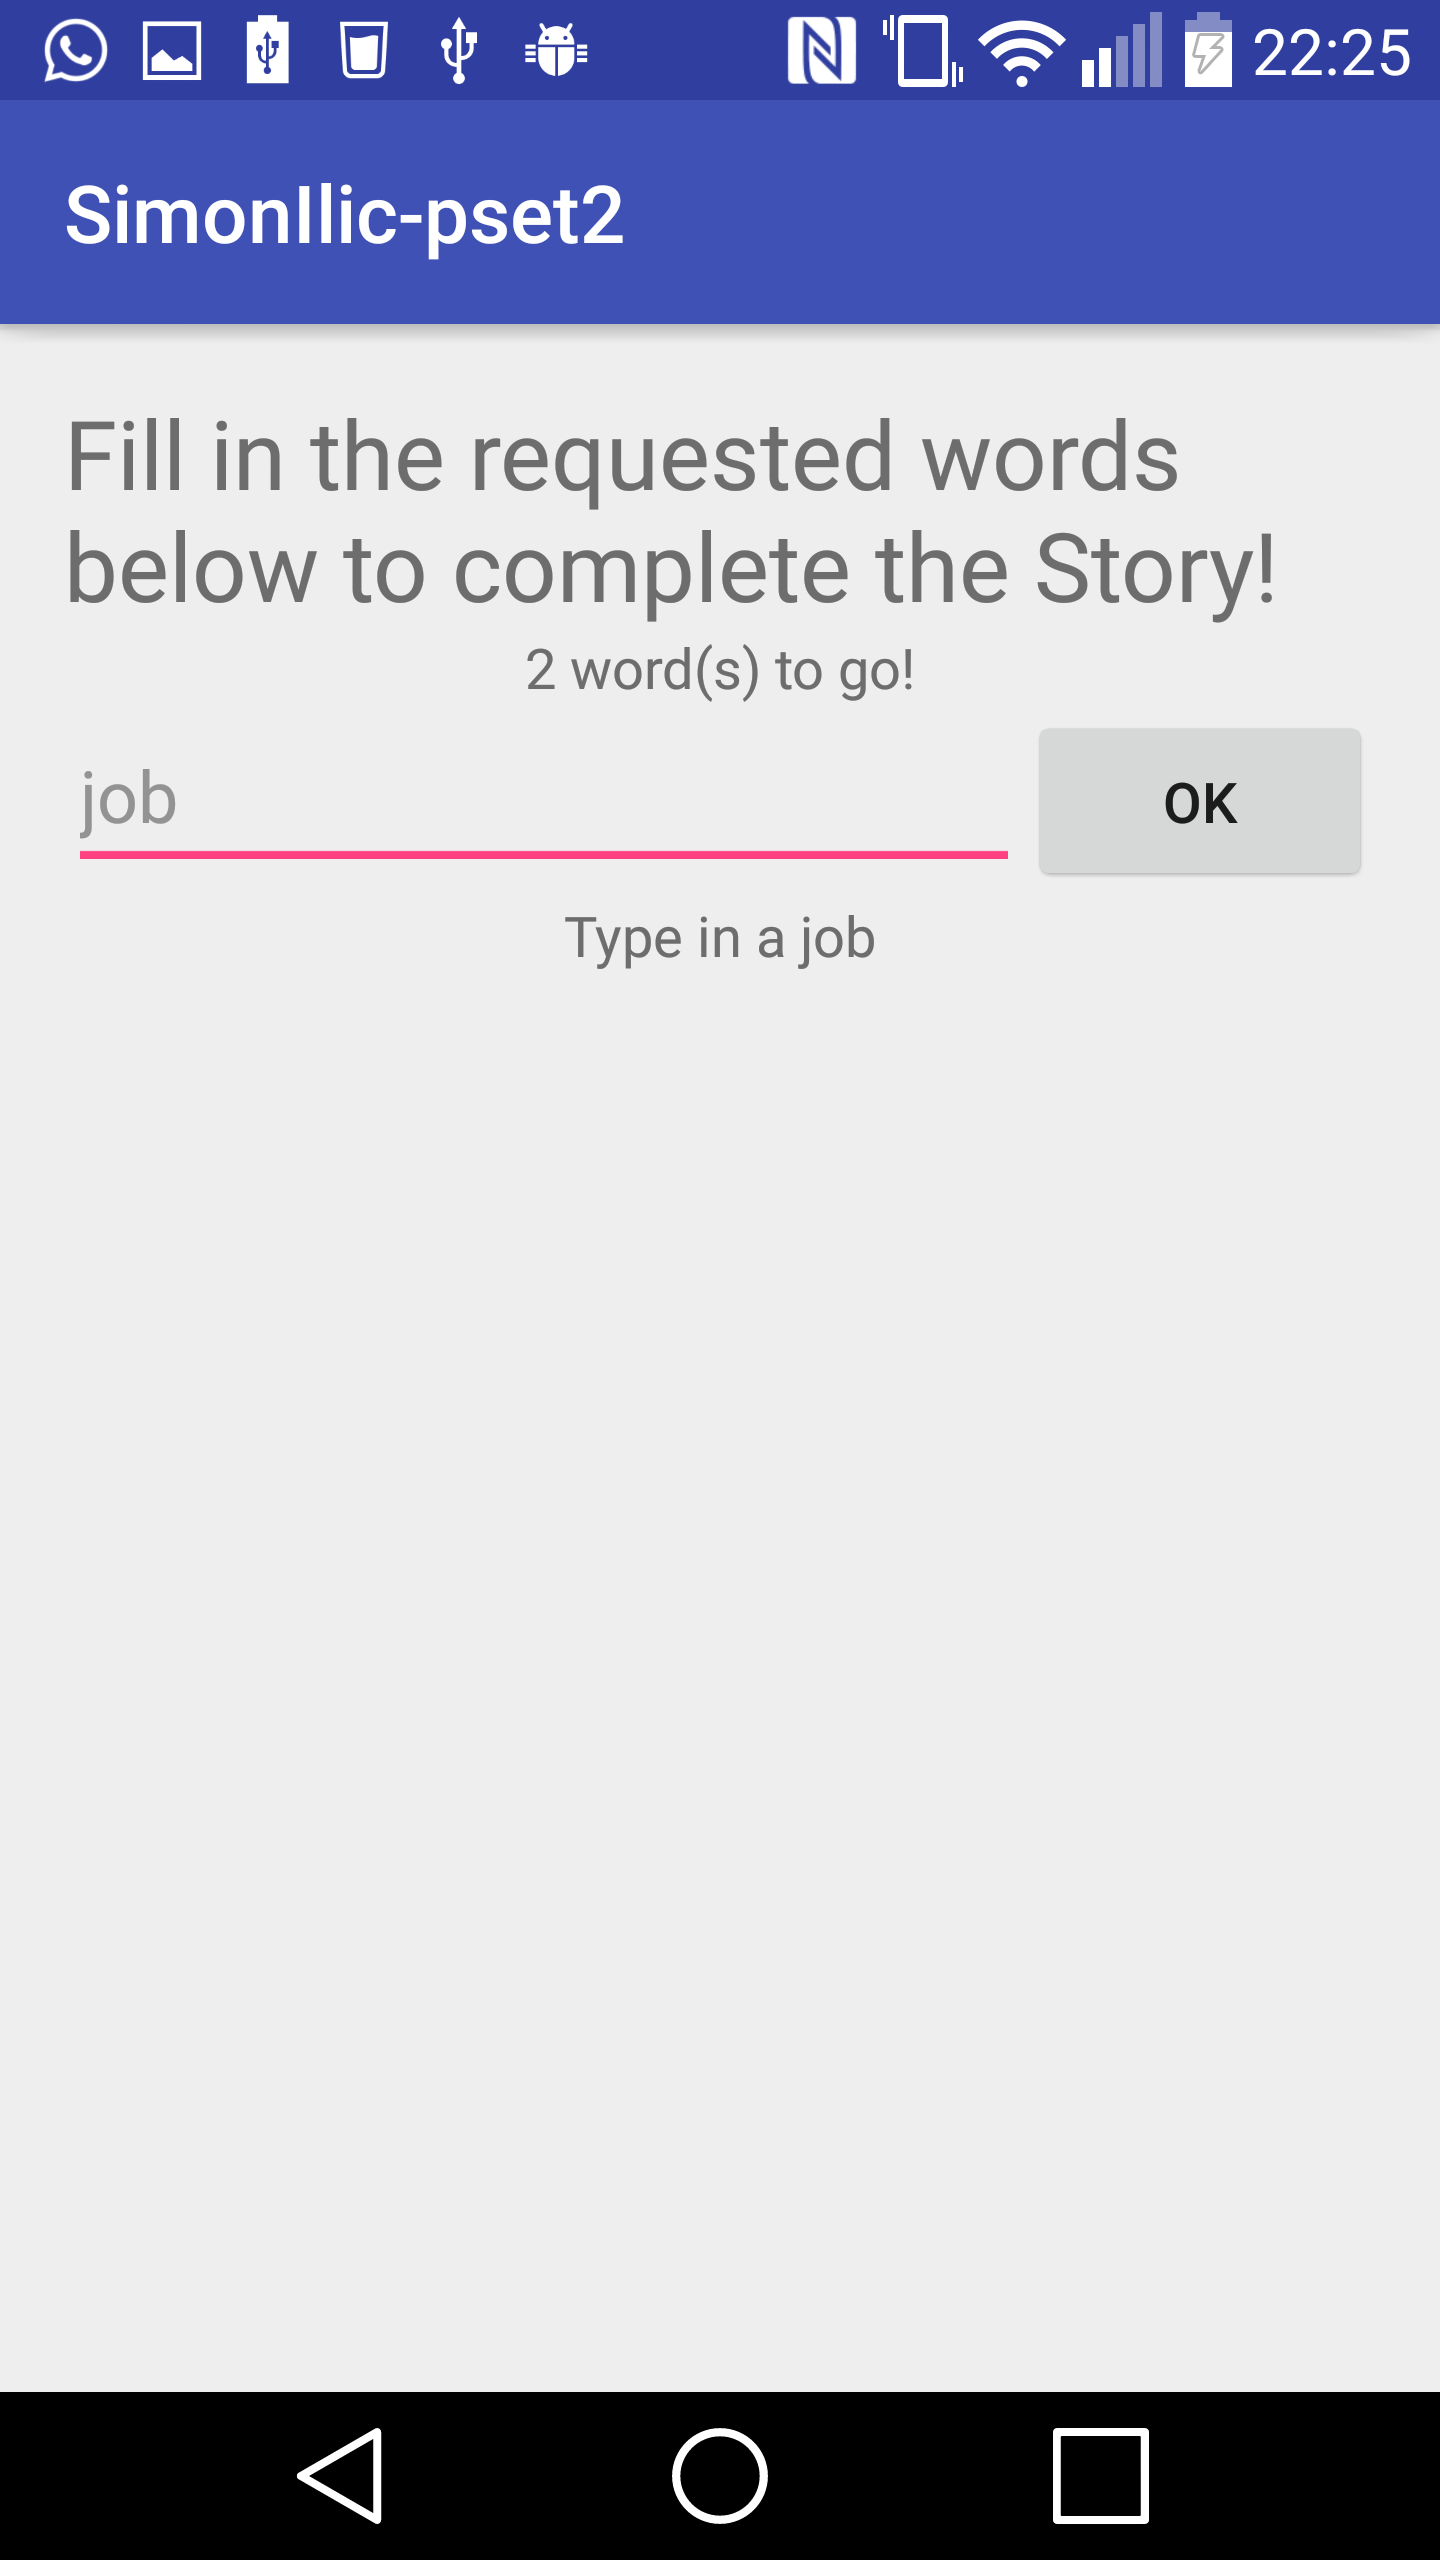 22:25
SimonIlic-pset2
Fill in the requested words
below to complete the Story!
2 word(s) to go!
job
OK
Type in a job